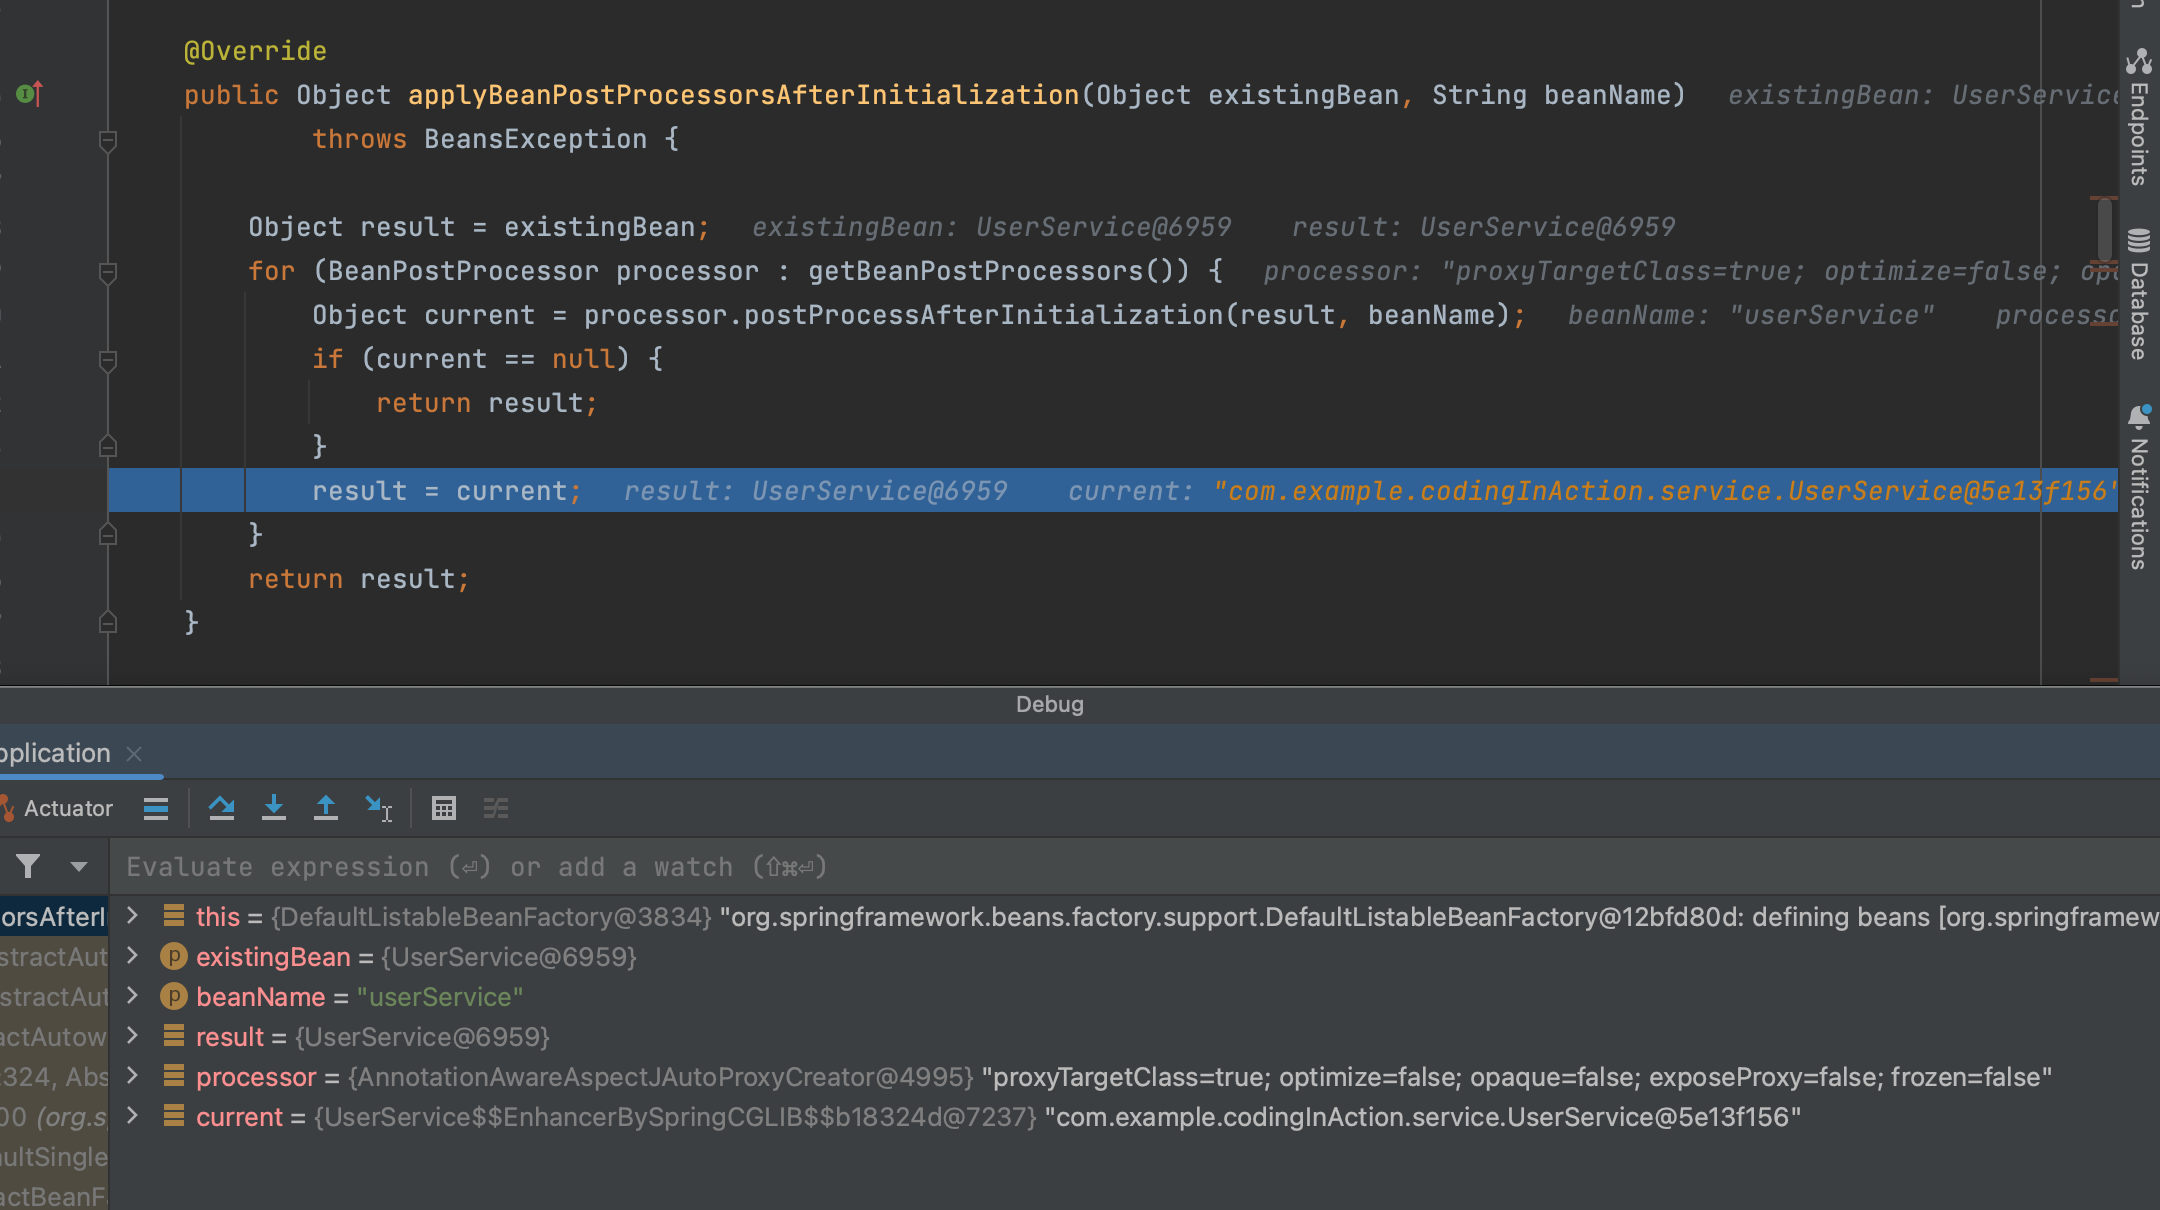 @Override
public Object applyBeanPostProcessorsAfterInitialization(Object existingBean, String beanName) existingBean: UserService
throws BeansException {
Object result = existingBean; existingBean: UserService@6959 result: UserService@6959
for (BeanPostProcessor processor : getBeanPostProcessors()) { processor: "proxyTargetClass=true; optimize=false; opa
Object current = processor.postProcessAfterInitialization(result, beanName); beanName: "userService" processo
if (current == null) {
return result;
}
result = current; result: UserService@6959 current: "com.example.codingInAction.service.UserService@5e13f156"
}
return result;
}
Endpoints
Database
Notifications
Debug
pplication
Actuator
Evaluate expression (⏎) or add a watch (⇧⌘⏎)
orsAfterI
this = {DefaultListableBeanFactory@3834} "org.springframework.beans.factory.support.DefaultListableBeanFactory@12bfd80d: defining beans [org.springframew
stractAut
existingBean = {UserService@6959}
stractAut
beanName = "userService"
actAutow
result = {UserService@6959}
:324, Abs
processor = {AnnotationAwareAspectJAutoProxyCreator@4995} "proxyTargetClass=true; optimize=false; opaque=false; exposeProxy=false; frozen=false"
00 (org.s
current = {UserService$$EnhancerBySpringCGLIB$$b18324d@7237} "com.example.codingInAction.service.UserService@5e13f156"
aultSingle
actBeanF